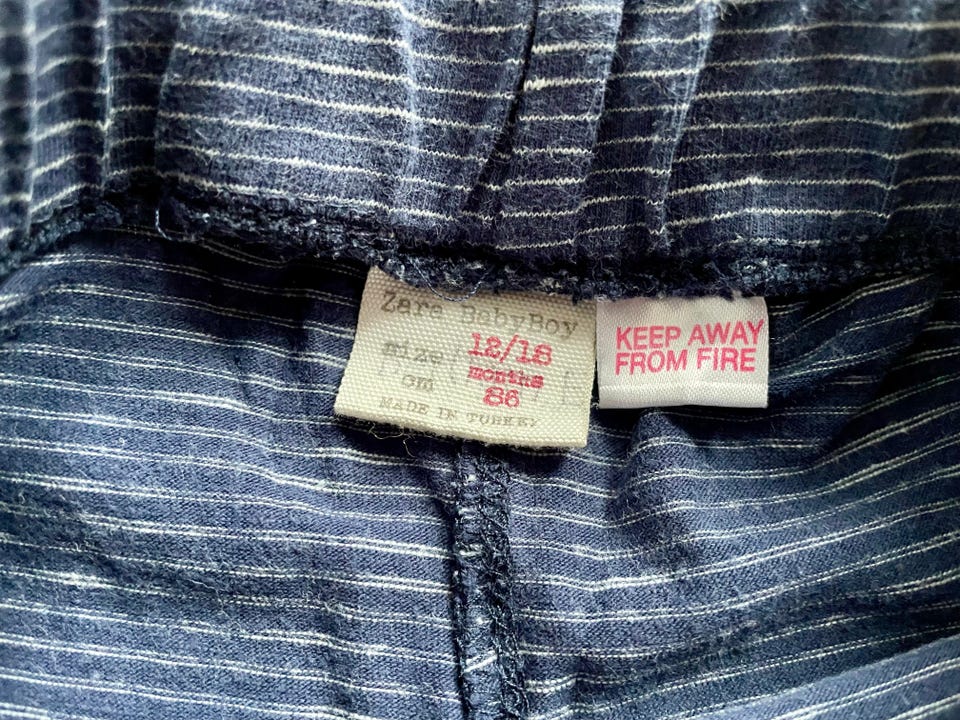 Zara BabyBoy
size 12/18
months
cm 86
MADE IN TURKEY
KEEP AWAY
FROM FIRE